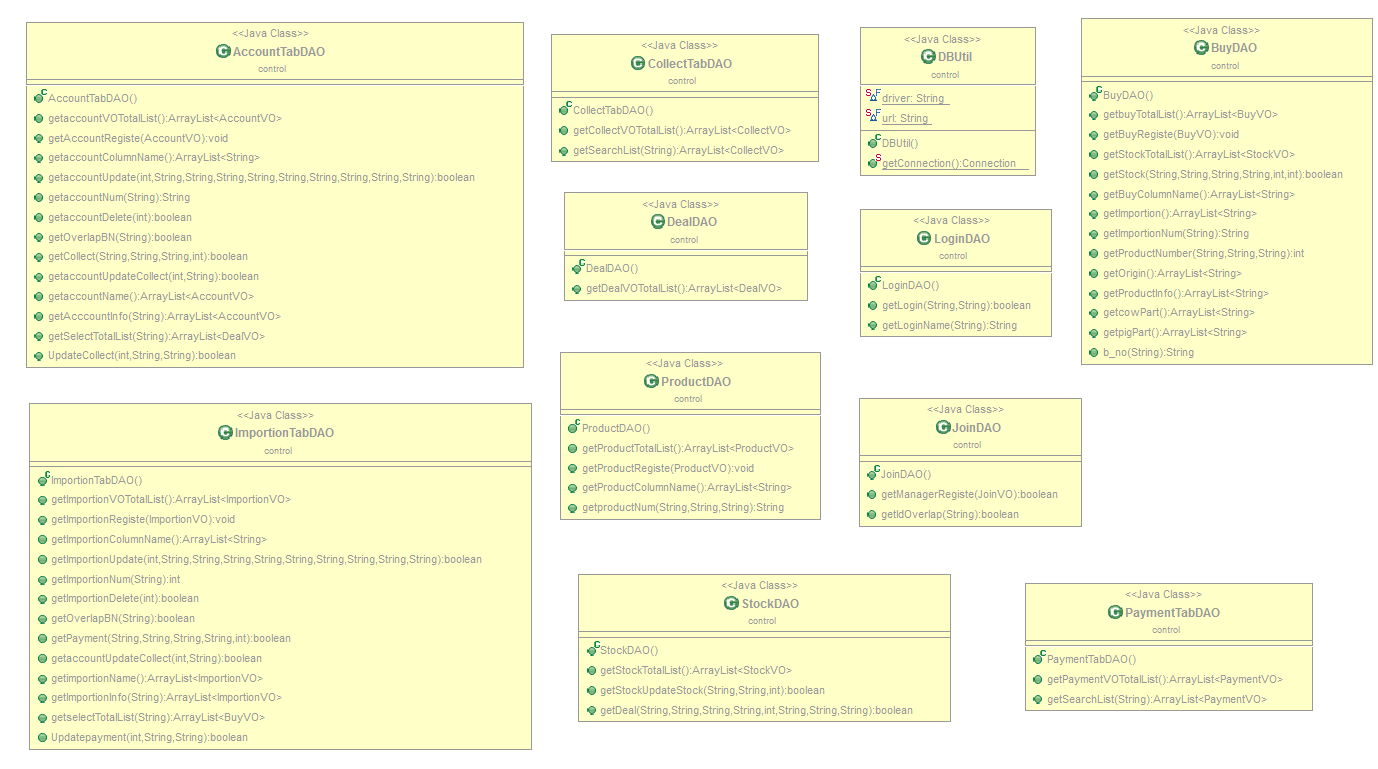 <<Java Class>>
AccountTabDAO
control
AccountTabDAO()
getaccountVOTotalList():ArrayList<AccountVO>
getAccountRegiste(AccountVO):void
getaccountColumnName():ArrayList<String>
getaccountUpdate(int,String,String,String,String,String,String,String,String):boolean
getaccountNum(String):String
getaccountDelete(int):boolean
getOverlapBN(String):boolean
getCollect(String,String,String,int):boolean
getaccountUpdateCollect(int,String):boolean
getaccountName():ArrayList<AccountVO>
getAcccountInfo(String):ArrayList<AccountVO>
getSelectTotalList(String):ArrayList<DealVO>
UpdateCollect(int,String,String):boolean
<<Java Class>>
CollectTabDAO
control
CollectTabDAO()
getCollectVOTotalList():ArrayList<CollectVO>
getSearchList(String):ArrayList<CollectVO>
<<Java Class>>
DBUtil
control
driver: String
url: String
DBUtil()
getConnection():Connection
<<Java Class>>
BuyDAO
control
BuyDAO()
getbuyTotalList():ArrayList<BuyVO>
getBuyRegiste(BuyVO):void
getStockTotalList():ArrayList<StockVO>
getStock(String,String,String,String,int,int):boolean
getBuyColumnName():ArrayList<String>
getImportion():ArrayList<String>
getImportionNum(String):String
getProductNumber(String,String,String):int
getOrigin():ArrayList<String>
getProductInfo():ArrayList<String>
getcowPart():ArrayList<String>
getpigPart():ArrayList<String>
b_no(String):String
<<Java Class>>
DealDAO
control
DealDAO()
getDealVOTotalList():ArrayList<DealVO>
<<Java Class>>
LoginDAO
control
LoginDAO()
getLogin(String,String):boolean
getLoginName(String):String
<<Java Class>>
ProductDAO
control
ProductDAO()
getProductTotalList():ArrayList<ProductVO>
getProductRegiste(ProductVO):void
getProductColumnName():ArrayList<String>
getproductNum(String,String,String):String
<<Java Class>>
JoinDAO
control
JoinDAO()
getManagerRegiste(JoinVO):boolean
getIdOverlap(String):boolean
<<Java Class>>
ImportionTabDAO
control
ImportionTabDAO()
getImportionVOTotalList():ArrayList<ImportionVO>
getImportionRegiste(ImportionVO):void
getImportionColumnName():ArrayList<String>
getImportionUpdate(int,String,String,String,String,String,String,String,String):boolean
getImportionNum(String):int
getImportionDelete(int):boolean
getOverlapBN(String):boolean
getPayment(String,String,String,String,int):boolean
getaccountUpdateCollect(int,String):boolean
getimportionName():ArrayList<ImportionVO>
getImportionInfo(String):ArrayList<ImportionVO>
getselectTotalList(String):ArrayList<BuyVO>
Updatepayment(int,String,String):boolean
<<Java Class>>
StockDAO
control
StockDAO()
getStockTotalList():ArrayList<StockVO>
getStockUpdateStock(String,String,int):boolean
getDeal(String,String,String,String,int,String,String,String):boolean
<<Java Class>>
PaymentTabDAO
control
PaymentTabDAO()
getPaymentVOTotalList():ArrayList<PaymentVO>
getSearchList(String):ArrayList<PaymentVO>